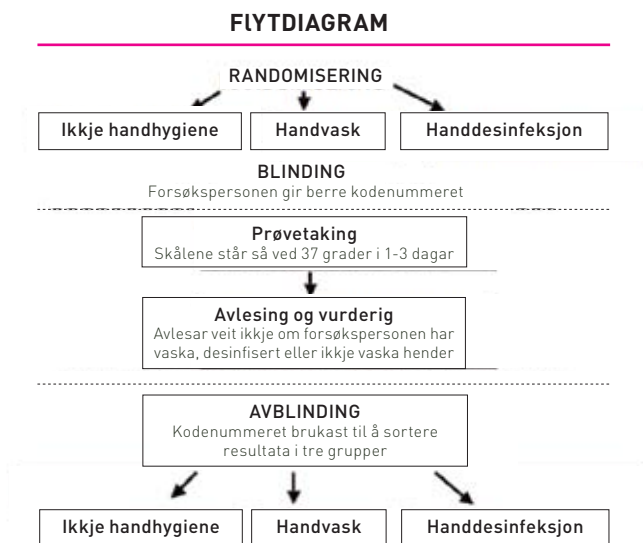 FlYTDIAGRAM
RANDOMISERING
Ikkje handhygiene
Handvask
Handdesinfeksjon
BLINDING
Forsøkspersonen gir berre kodenummeret
Prøvetaking
Skålene står så ved 37 grader i 1-3 dagar
Avlesing og vurderig
Avlesar veit ikkje om forsøkspersonen har
vaska, desinfisert eller ikkje vaska hender
AVBLINDING
Kodenummeret brukast til å sortere
resultata i tre grupper
Ikkje handhygiene
Handvask
Handdesinfeksjon